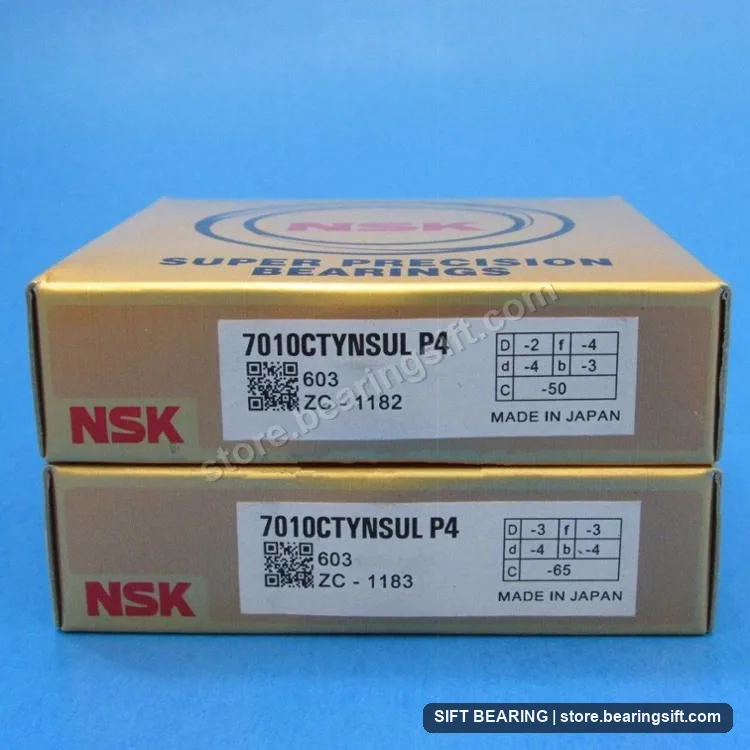 NSK
SUPER PRECISION
BEARINGS
7010CTYNSUL P4
603
ZC - 1182
D -2 f -4
d -4 b -3
C -50
MADE IN JAPAN
NSK
store.bearingsift.com
7010CTYNSUL P4
603
ZC - 1183
D -3 f -3
d -4 b -4
C -65
MADE IN JAPAN
NSK
SIFT BEARING | store.bearingsift.com